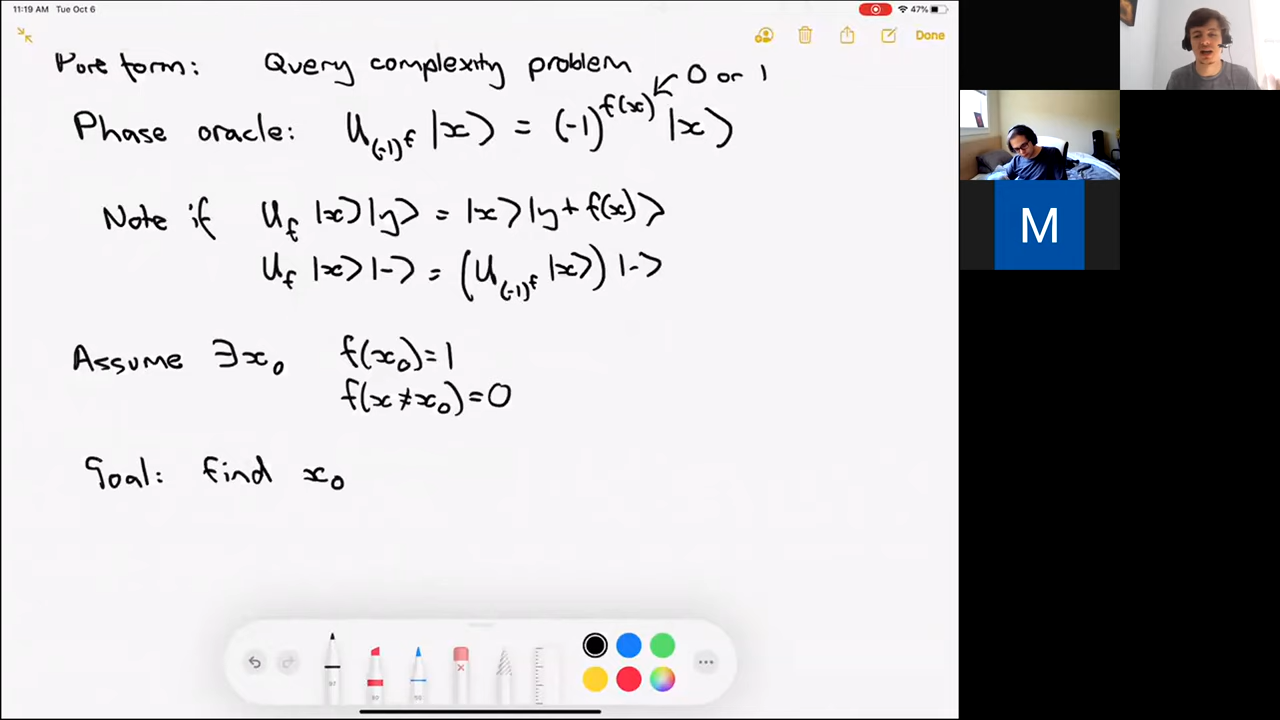 11:19 AM Tue Oct 6
47%
Done
Pure form: Query complexity problem
0 or 1
Phase oracle: U_{(-1)^f} |x⟩ = (-1)^{f(x)} |x⟩
Note if U_f |x⟩|y⟩ = |x⟩|y + f(x)⟩
U_f |x⟩|-⟩ = (U_{(-1)^f} |x⟩) |-⟩
Assume ∃x_0 f(x_0)=1
f(x≠x_0)=0
Goal: find x_0
M